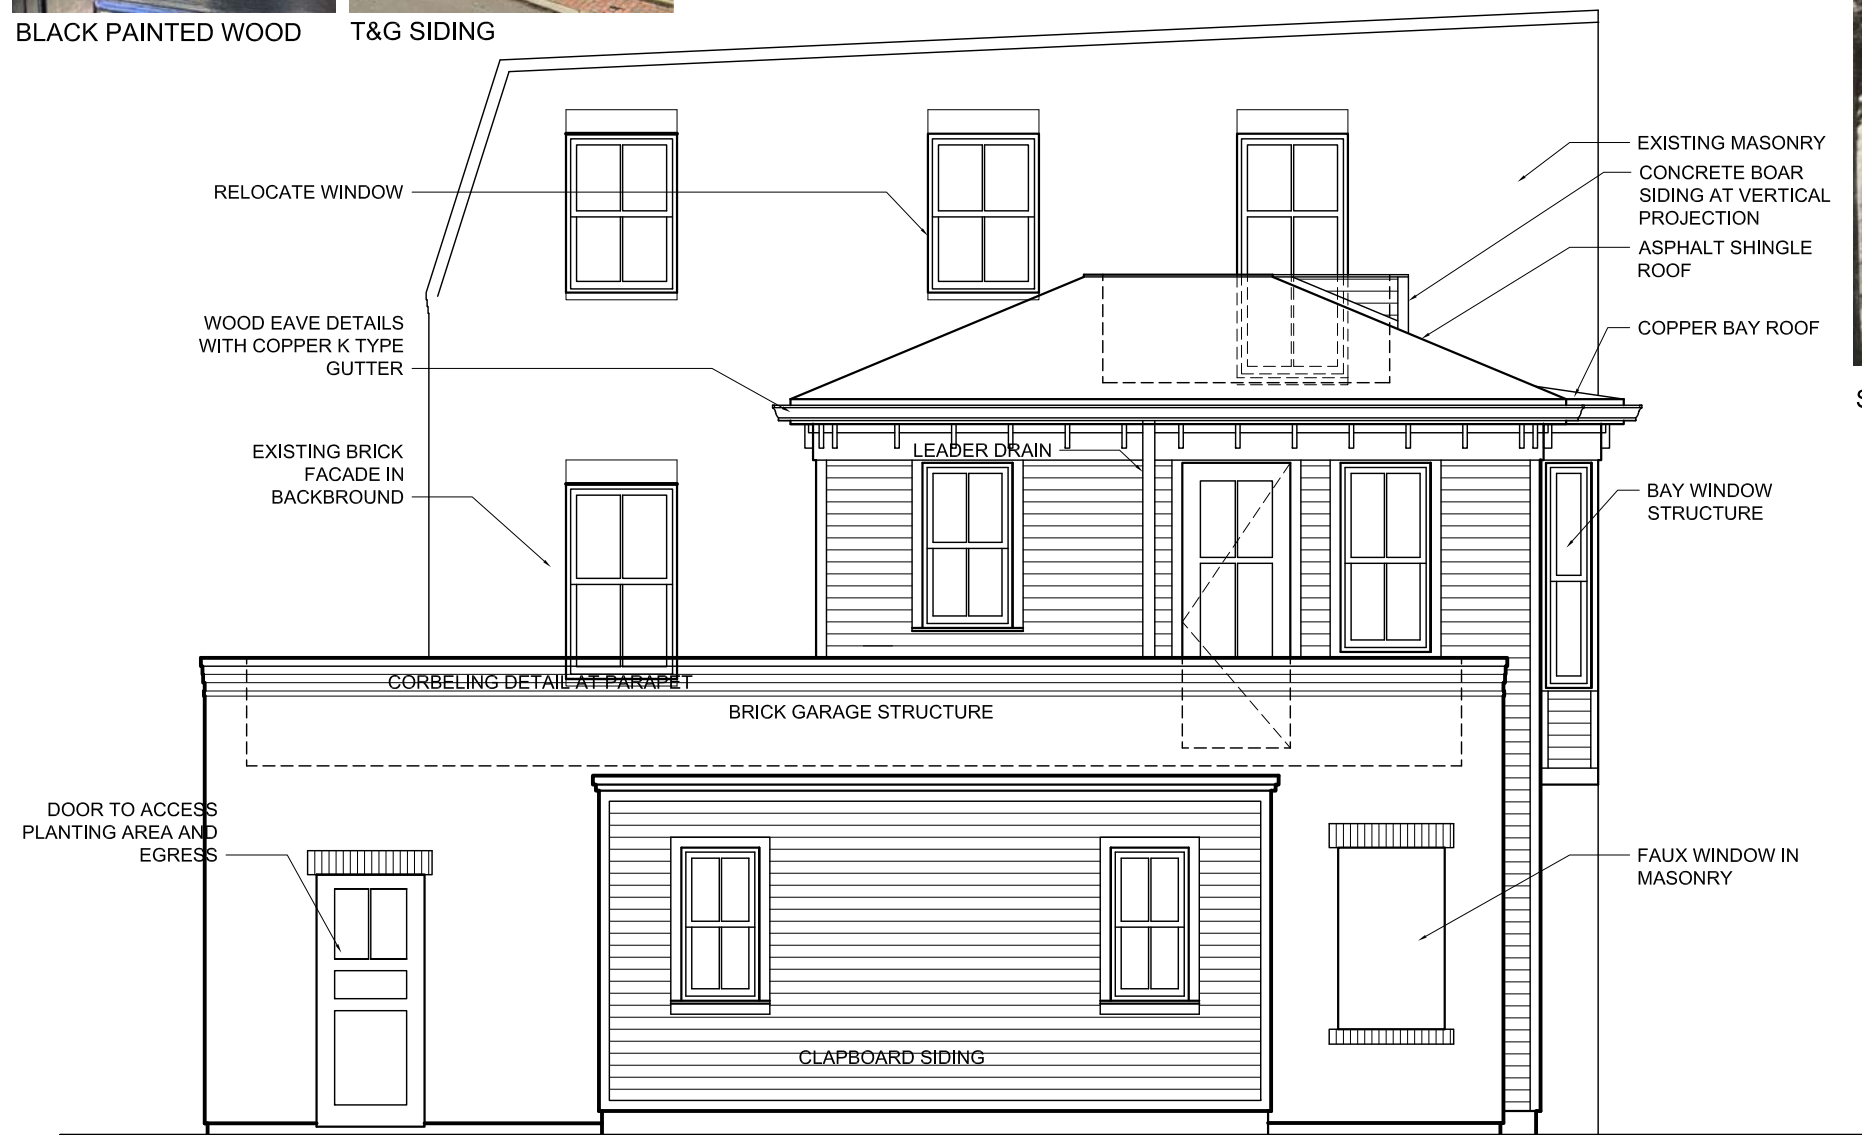 BLACK PAINTED WOOD
T&G SIDING
RELOCATE WINDOW
EXISTING MASONRY
CONCRETE BOAR
SIDING AT VERTICAL
PROJECTION
ASPHALT SHINGLE
ROOF
WOOD EAVE DETAILS
WITH COPPER K TYPE
GUTTER
COPPER BAY ROOF
EXISTING BRICK
FACADE IN
BACKBROUND
LEADER DRAIN
BAY WINDOW
STRUCTURE
CORBELING DETAIL AT PARAPET
BRICK GARAGE STRUCTURE
DOOR TO ACCESS
PLANTING AREA AND
EGRESS
FAUX WINDOW IN
MASONRY
CLAPBOARD SIDING